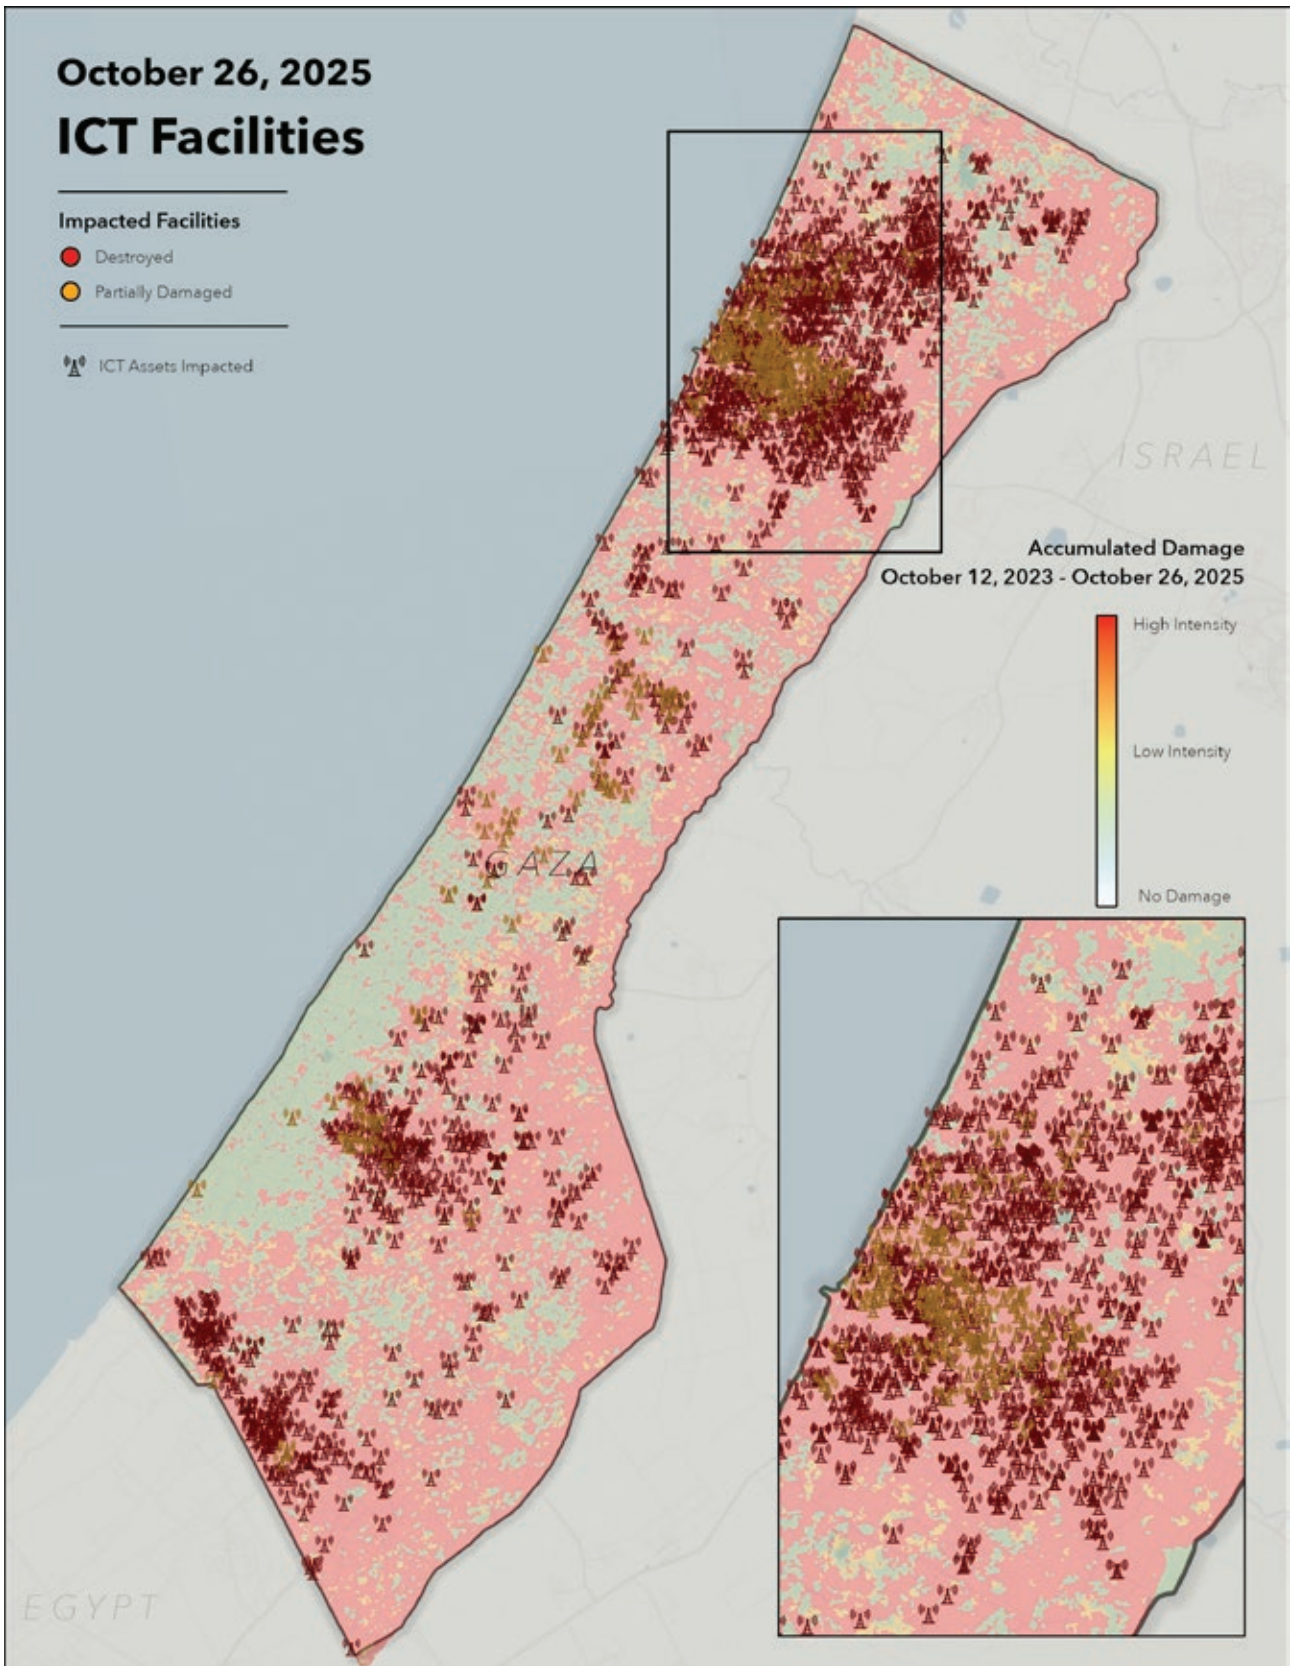 October 26, 2025
ICT Facilities
Impacted Facilities
Destroyed
Partially Damaged
ICT Assets Impacted
ISRAEL
Accumulated Damage
October 12, 2023 - October 26, 2025
High Intensity
Low Intensity
No Damage
GAZA
EGYPT